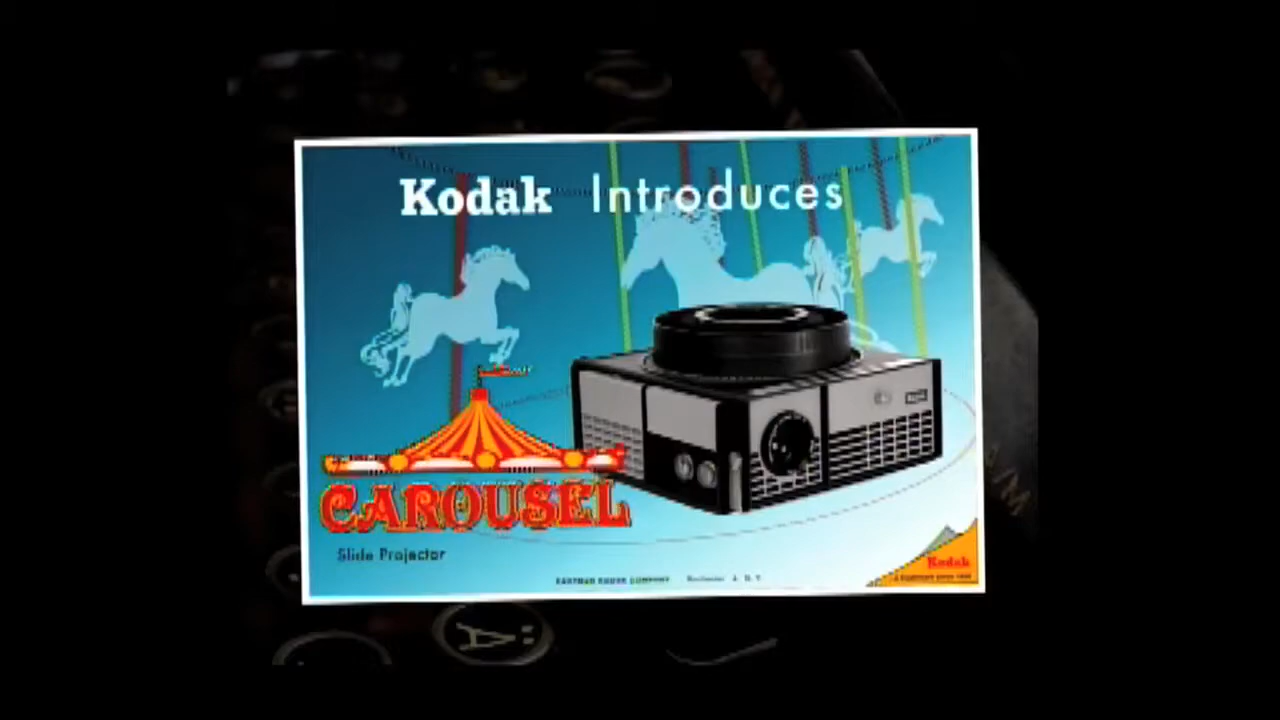 Kodak Introduces
CAROUSEL
Slide Projector
EASTMAN KODAK COMPANY
Kodak
Ä